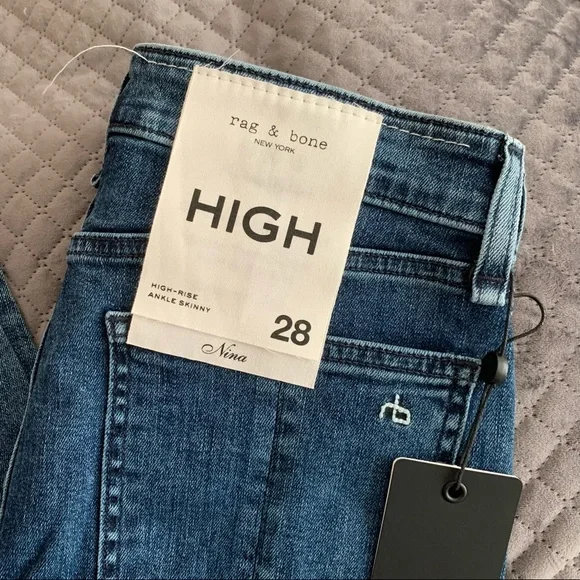 rag & bone
NEW YORK
HIGH
HIGH-RISE
ANKLE SKINNY
28
Nina
rb